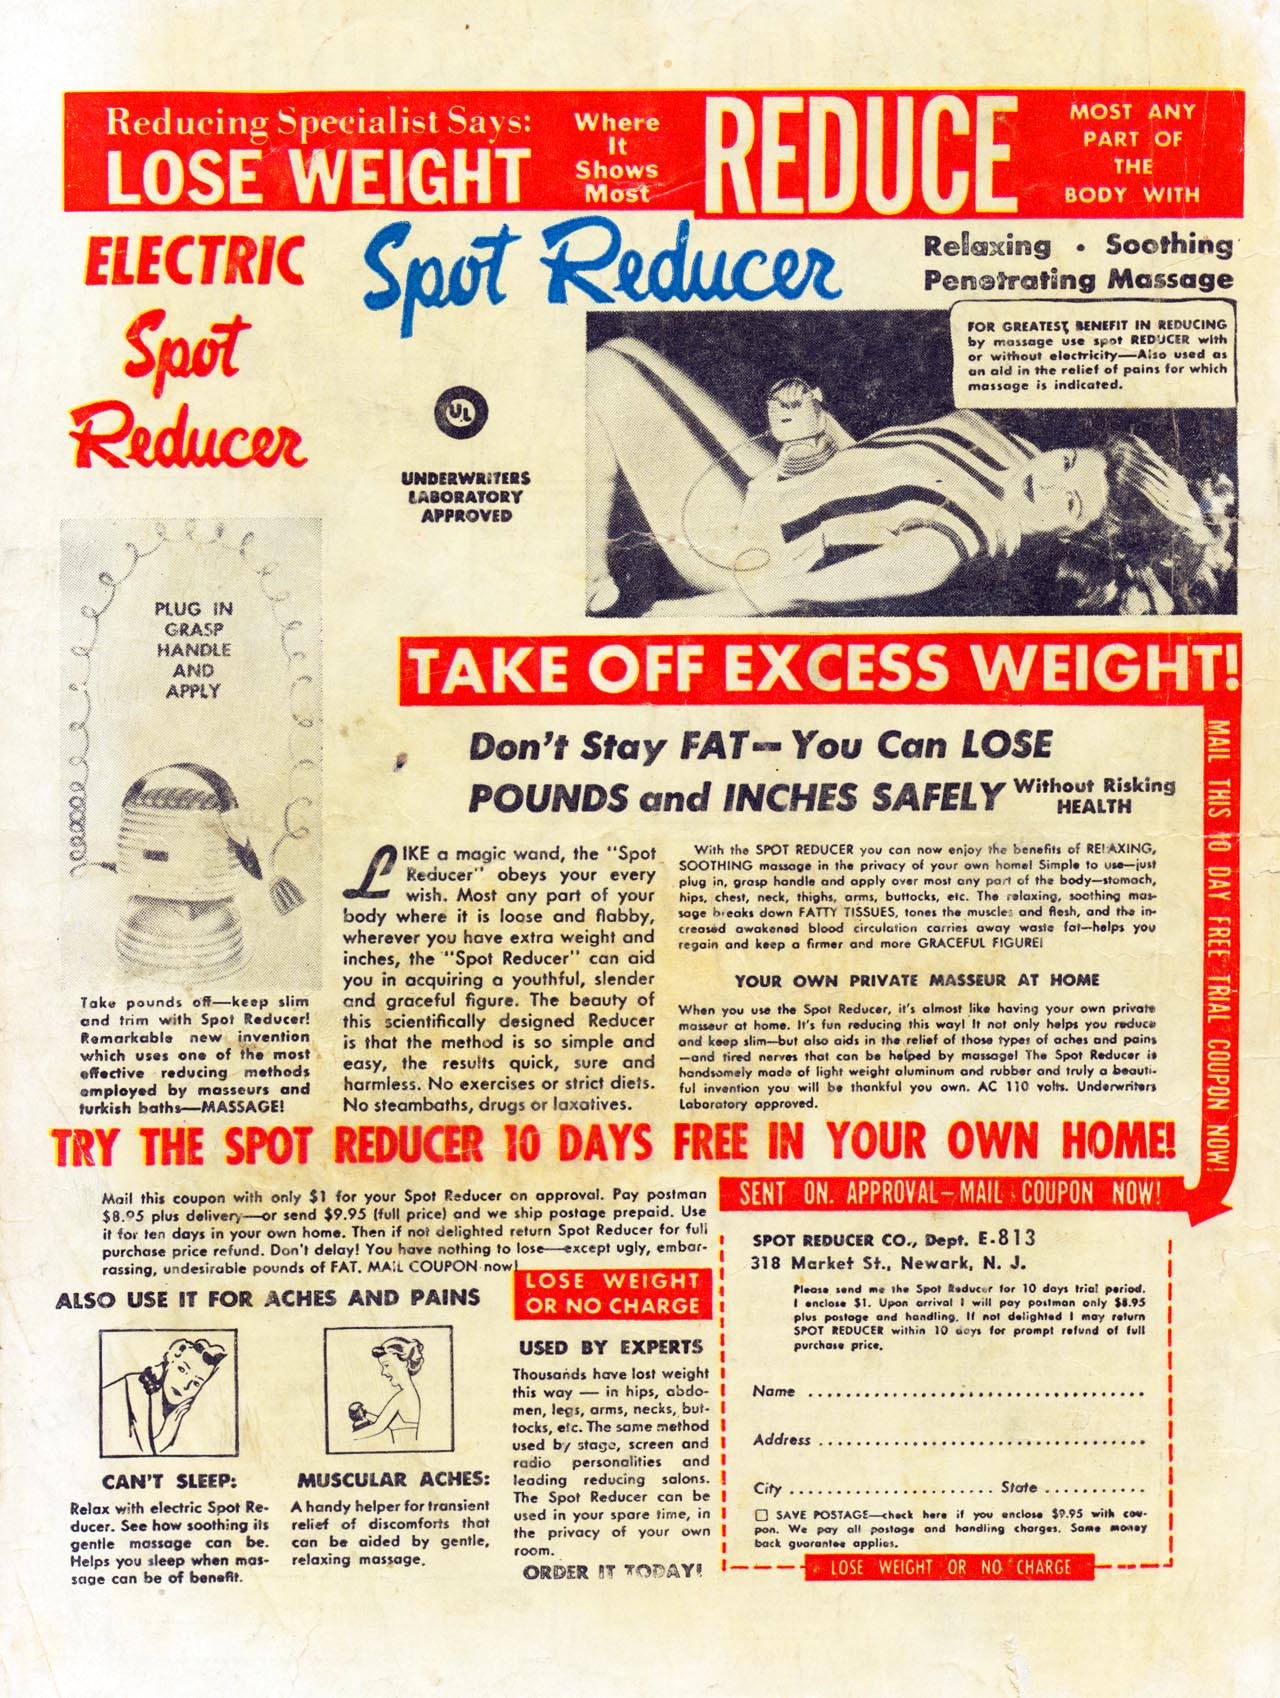 Reducing Specialist Says:
LOSE WEIGHT
Where
It
Shows
Most
REDUCE
MOST ANY
PART OF
THE
BODY WITH
ELECTRIC
Spot
Reducer
Spot Reducer
Relaxing • Soothing
Penetrating Massage
FOR GREATEST BENEFIT IN REDUCING
by massage use spot REDUCER with
or without electricity—Also used as
an aid in the relief of pains for which
massage is indicated.
UL
UNDERWRITERS
LABORATORY
APPROVED
PLUG IN
GRASP
HANDLE
AND
APPLY
TAKE OFF EXCESS WEIGHT!
Don't Stay FAT—You Can LOSE
POUNDS and INCHES SAFELY Without Risking
HEALTH
MAIL THIS 10 DAY FREE TRIAL COUPON NOW!
LIKE a magic wand, the "Spot
Reducer" obeys your every
wish. Most any part of your
body where it is loose and flabby,
wherever you have extra weight and
inches, the "Spot Reducer" can aid
you in acquiring a youthful, slender
and graceful figure. The beauty of
this scientifically designed Reducer
is that the method is so simple and
easy, the results quick, sure and
harmless. No exercises or strict diets.
No steambaths, drugs or laxatives.
With the SPOT REDUCER you can now enjoy the benefits of RELAXING,
SOOTHING massage in the privacy of your own home! Simple to use—just
plug in, grasp handle and apply over most any part of the body—stomach,
hips, chest, neck, thighs, arms, buttocks, etc. The relaxing, soothing mas-
sage breaks down FATTY TISSUES, tones the muscles and flesh, and the in-
creased awakened blood circulation carries away waste fat—helps you
regain and keep a firmer and more GRACEFUL FIGURE!
YOUR OWN PRIVATE MASSEUR AT HOME
When you use the Spot Reducer, it's almost like having your own private
masseur at home. It's fun reducing this way! It not only helps you reduce
and keep slim—but also aids in the relief of those types of aches and pains
—and tired nerves that can be helped by massage! The Spot Reducer is
handsomely made of light weight aluminum and rubber and truly a beauti-
ful invention you will be thankful you own. AC 110 volts. Underwriters
Laboratory approved.
Take pounds off—keep slim
and trim with Spot Reducer!
Remarkable new invention
which uses one of the most
effective reducing methods
employed by masseurs and
turkish baths—MASSAGE!
TRY THE SPOT REDUCER 10 DAYS FREE IN YOUR OWN HOME!
Mail this coupon with only $1 for your Spot Reducer on approval. Pay postman
$8.95 plus delivery—or send $9.95 (full price) and we ship postage prepaid. Use
it for ten days in your own home. Then if not delighted return Spot Reducer for full
purchase price refund. Don't delay! You have nothing to lose—except ugly, embar-
rassing, undesirable pounds of FAT. MAIL COUPON now!
ALSO USE IT FOR ACHES AND PAINS
CAN'T SLEEP:
Relax with electric Spot Re-
ducer. See how soothing its
gentle massage can be.
Helps you sleep when mas-
sage can be of benefit.
MUSCULAR ACHES:
A handy helper for transient
relief of discomforts that
can be aided by gentle,
relaxing massage.
LOSE WEIGHT
OR NO CHARGE
USED BY EXPERTS
Thousands have lost weight
this way — in hips, abdo-
men, legs, arms, necks, but-
tocks, etc. The same method
used by stage, screen and
radio personalities and
leading reducing salons.
The Spot Reducer can be
used in your spare time, in
the privacy of your own
room.
ORDER IT TODAY!
SENT ON APPROVAL—MAIL COUPON NOW!
SPOT REDUCER CO., Dept. E-813
318 Market St., Newark, N. J.
Please send me the Spot Reducer for 10 days trial period.
I enclose $1. Upon arrival I will pay postman only $8.95
plus postage and handling. If not delighted I may return
SPOT REDUCER within 10 days for prompt refund of full
purchase price.
Name ....................................
Address ..................................
City ...................... State ...........
☐ SAVE POSTAGE—check here if you enclose $9.95 with cou-
pon. We pay all postage and handling charges. Same money
back guarantee applies.
LOSE WEIGHT OR NO CHARGE